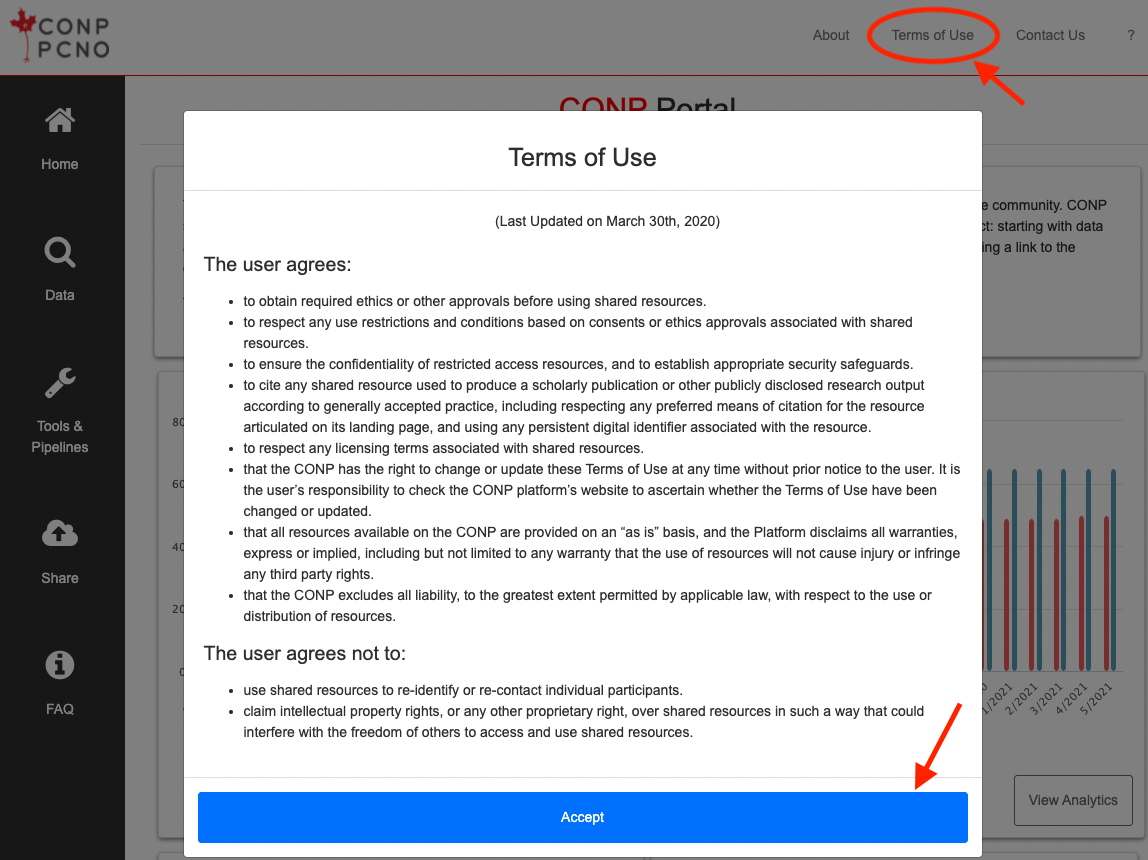 CONP
PCNO
About
Terms of Use
Contact Us
?
CONP Portal
Home
Data
Tools &
Pipelines
Share
FAQ
Terms of Use
(Last Updated on March 30th, 2020)
The user agrees:
• to obtain required ethics or other approvals before using shared resources.
• to respect any use restrictions and conditions based on consents or ethics approvals associated with shared
resources.
• to ensure the confidentiality of restricted access resources, and to establish appropriate security safeguards.
• to cite any shared resource used to produce a scholarly publication or other publicly disclosed research output
according to generally accepted practice, including respecting any preferred means of citation for the resource
articulated on its landing page, and using any persistent digital identifier associated with the resource.
• to respect any licensing terms associated with shared resources.
• that the CONP has the right to change or update these Terms of Use at any time without prior notice to the user. It is
the user’s responsibility to check the CONP platform’s website to ascertain whether the Terms of Use have been
changed or updated.
• that all resources available on the CONP are provided on an “as is” basis, and the Platform disclaims all warranties,
express or implied, including but not limited to any warranty that the use of resources will not cause injury or infringe
any third party rights.
• that the CONP excludes all liability, to the greatest extent permitted by applicable law, with respect to the use or
distribution of resources.
The user agrees not to:
• use shared resources to re-identify or re-contact individual participants.
• claim intellectual property rights, or any other proprietary right, over shared resources in such a way that could
interfere with the freedom of others to access and use shared resources.
Accept
e community. CONP
ct: starting with data
ing a link to the
80
60
40
20
0
1/2021
2/2021
3/2021
4/2021
5/2021
View Analytics